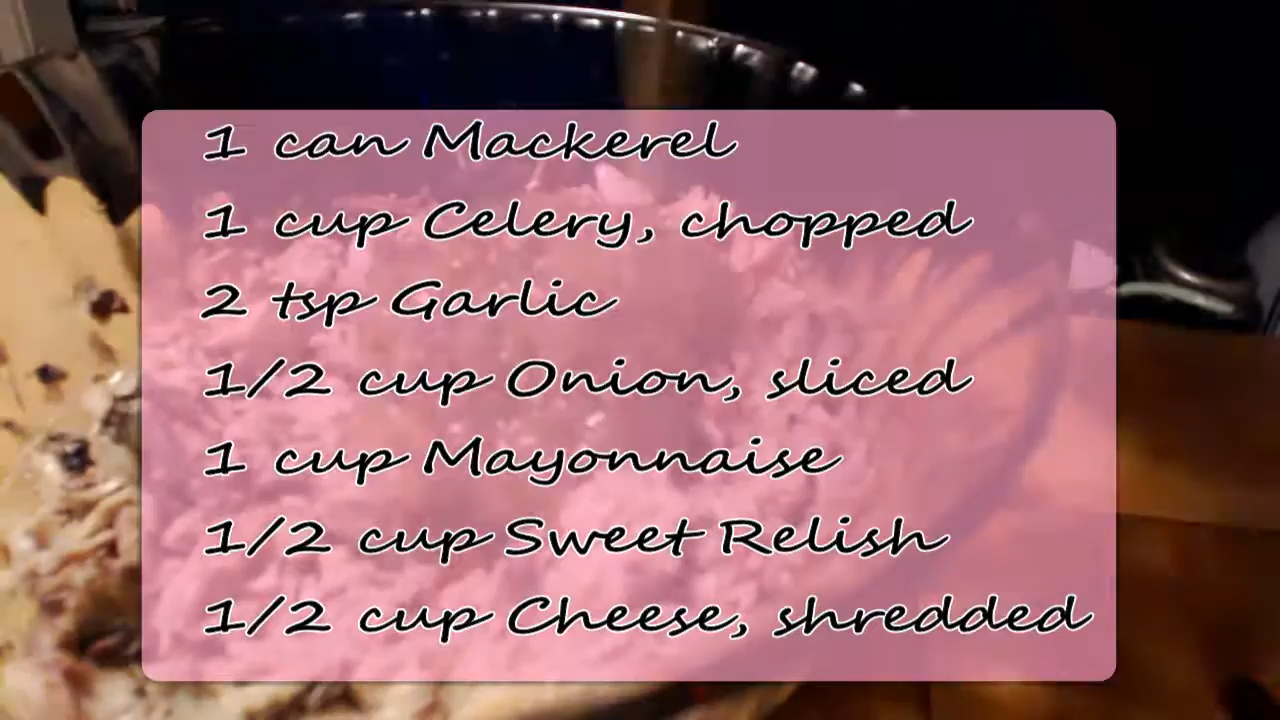 1 can Mackerel
1 cup Celery, chopped
2 tsp Garlic
1/2 cup Onion, sliced
1 cup Mayonnaise
1/2 cup Sweet Relish
1/2 cup Cheese, shredded